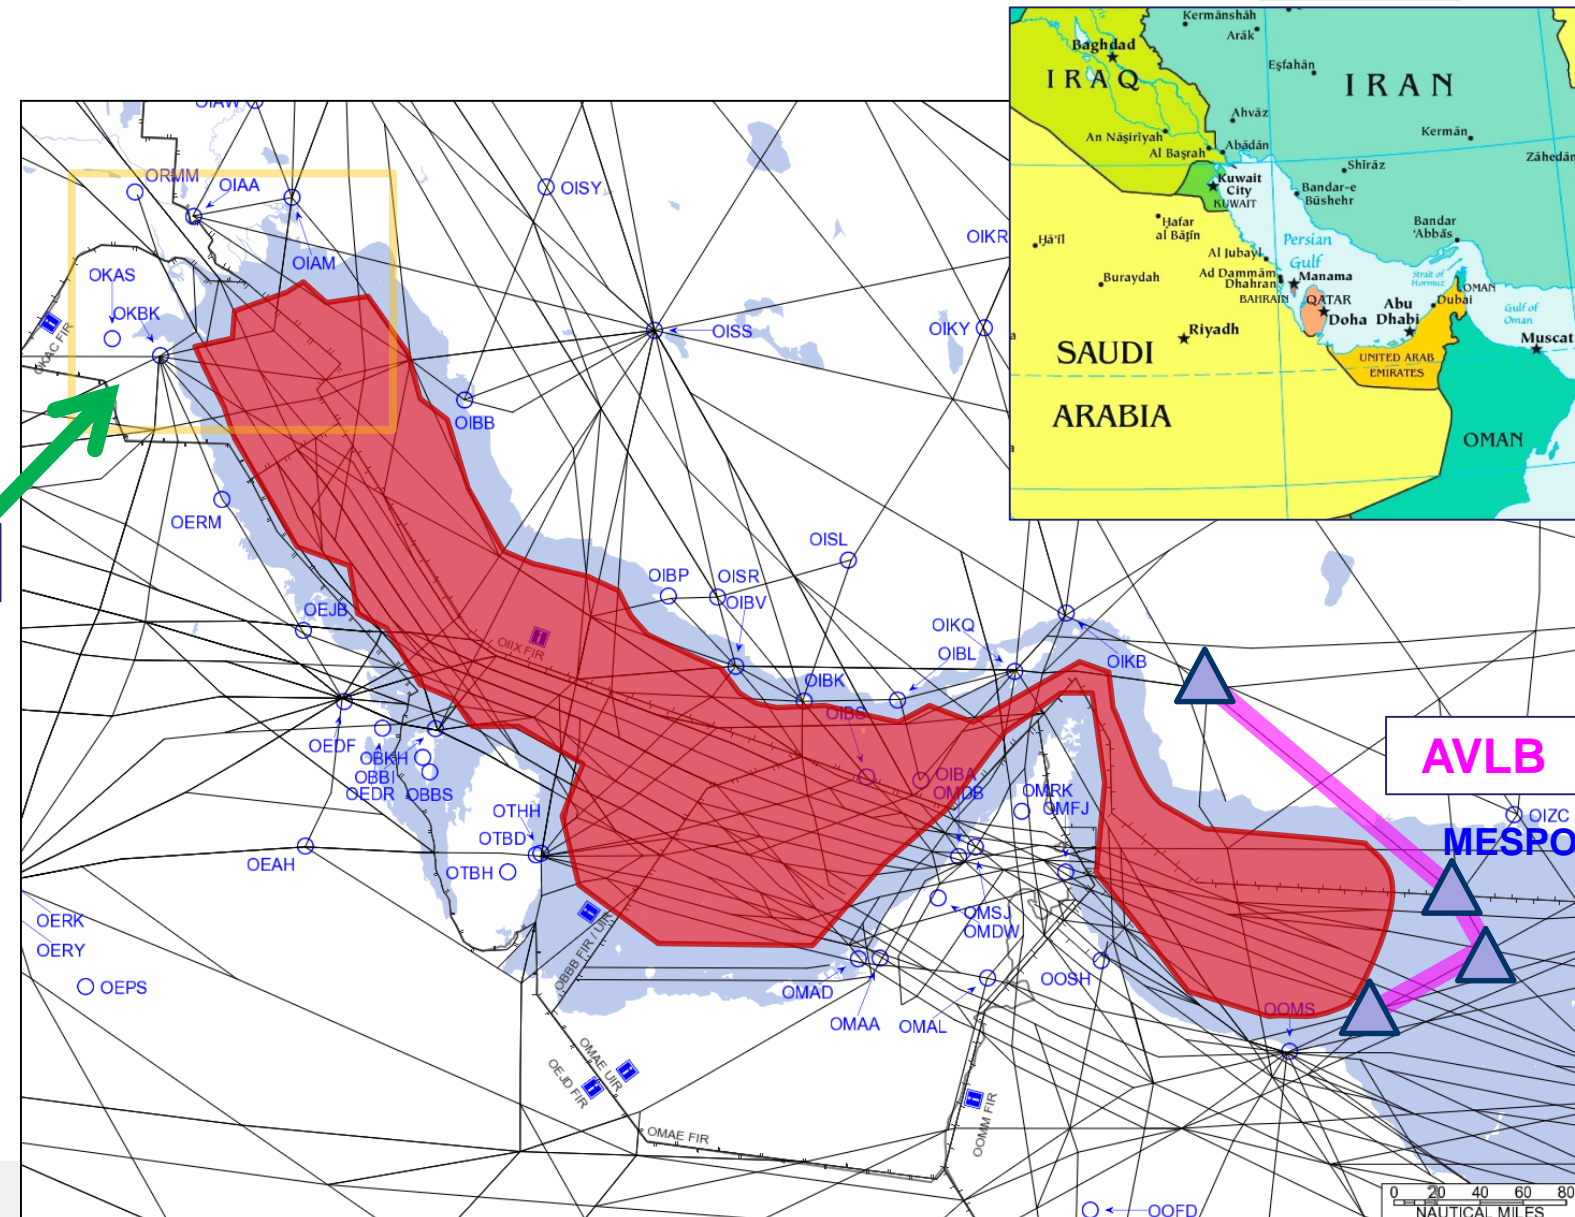 Kermānshāh
Arāk
Baghdad
Eşfahān
IRAQ
IRAN
Ahvāz
An Nāşirīyah
Abādān
Kermān
Al Başrah
Shīrāz
Zāhedān
Kuwait
City
KUWAIT
Bandar-e
Būshehr
Ḩafar
al Bāţin
Bandar
'Abbās
Ḩā'il
Persian
Gulf
Al Jubayl
Ad Dammām
Dhahran
Manama
Strait of
Hormuz
Buraydah
BAHRAIN
QATAR
Abu
Dhabi
Dubai
OMAN
Gulf of
Oman
Doha
Riyadh
Muscat
SAUDI
ARABIA
UNITED ARAB
EMIRATES
OMAN
OIAW
ORMM
OIAA
OISY
OIKR
OIAM
OKAS
OKBK
OKAC FIR
OISS
OIKY
OIBB
OERM
OISL
OIBP
OISR
OIBV
OEJB
OIIX FIR
OIKQ
OIBL
OIKB
OIBK
OIBS
OEDF
OBKH
OBBI
OEDR
OBBS
OIBA
OMDB
OMRK
OMFJ
AVLB
OIZC
MESPO
OTHH
OTBD
OTBH
OEAH
OERK
OERY
OEPS
OBBB FIR / UIR
OMSJ
OMDW
OMAD
OMAA
OMAL
OOSH
OOMS
OMAE UIR
OEJD FIR
OMAE FIR
OOMM FIR
OOFD
0 20 40 60 80
NAUTICAL MILES